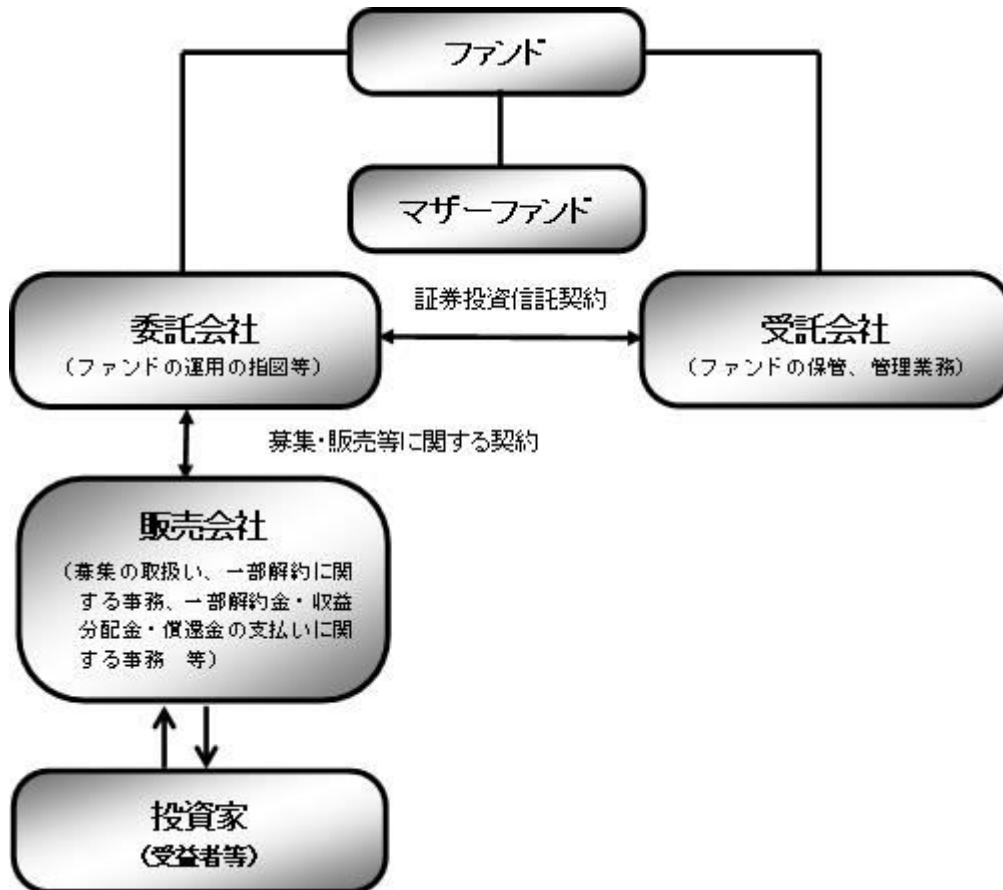 ファンド
マザーファンド
証券投資信託契約
委託会社
(ファンドの運用の指図等)
受託会社
(ファンドの保管、管理業務)
募集・販売等に関する契約
販売会社
(募集の取扱い、一部解約に関
する事務、一部解約金・収益
分配金・償還金の支払いに関
する事務　等)
投資家
(受益者等)